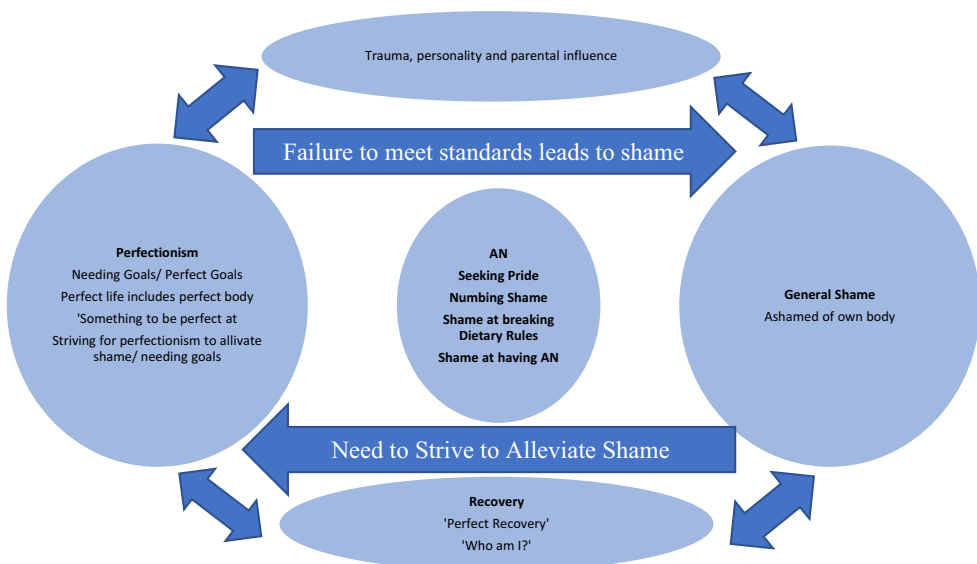 Trauma, personality and parental influence
Failure to meet standards leads to shame
Perfectionism
Needing Goals/ Perfect Goals
Perfect life includes perfect body
'Something to be perfect at
Striving for perfectionism to allivate
shame/ needing goals
AN
Seeking Pride
Numbing Shame
Shame at breaking
Dietary Rules
Shame at having AN
General Shame
Ashamed of own body
Need to Strive to Alleviate Shame
Recovery
'Perfect Recovery'
'Who am I?'